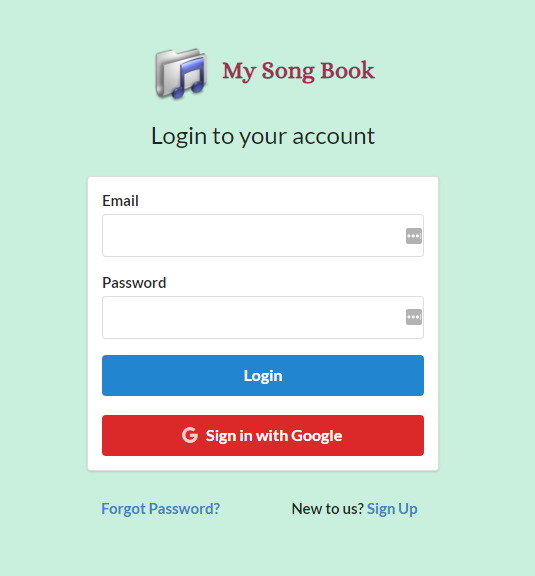 My Song Book
Login to your account
Email
Password
Login
G Sign in with Google
Forgot Password? New to us? Sign Up